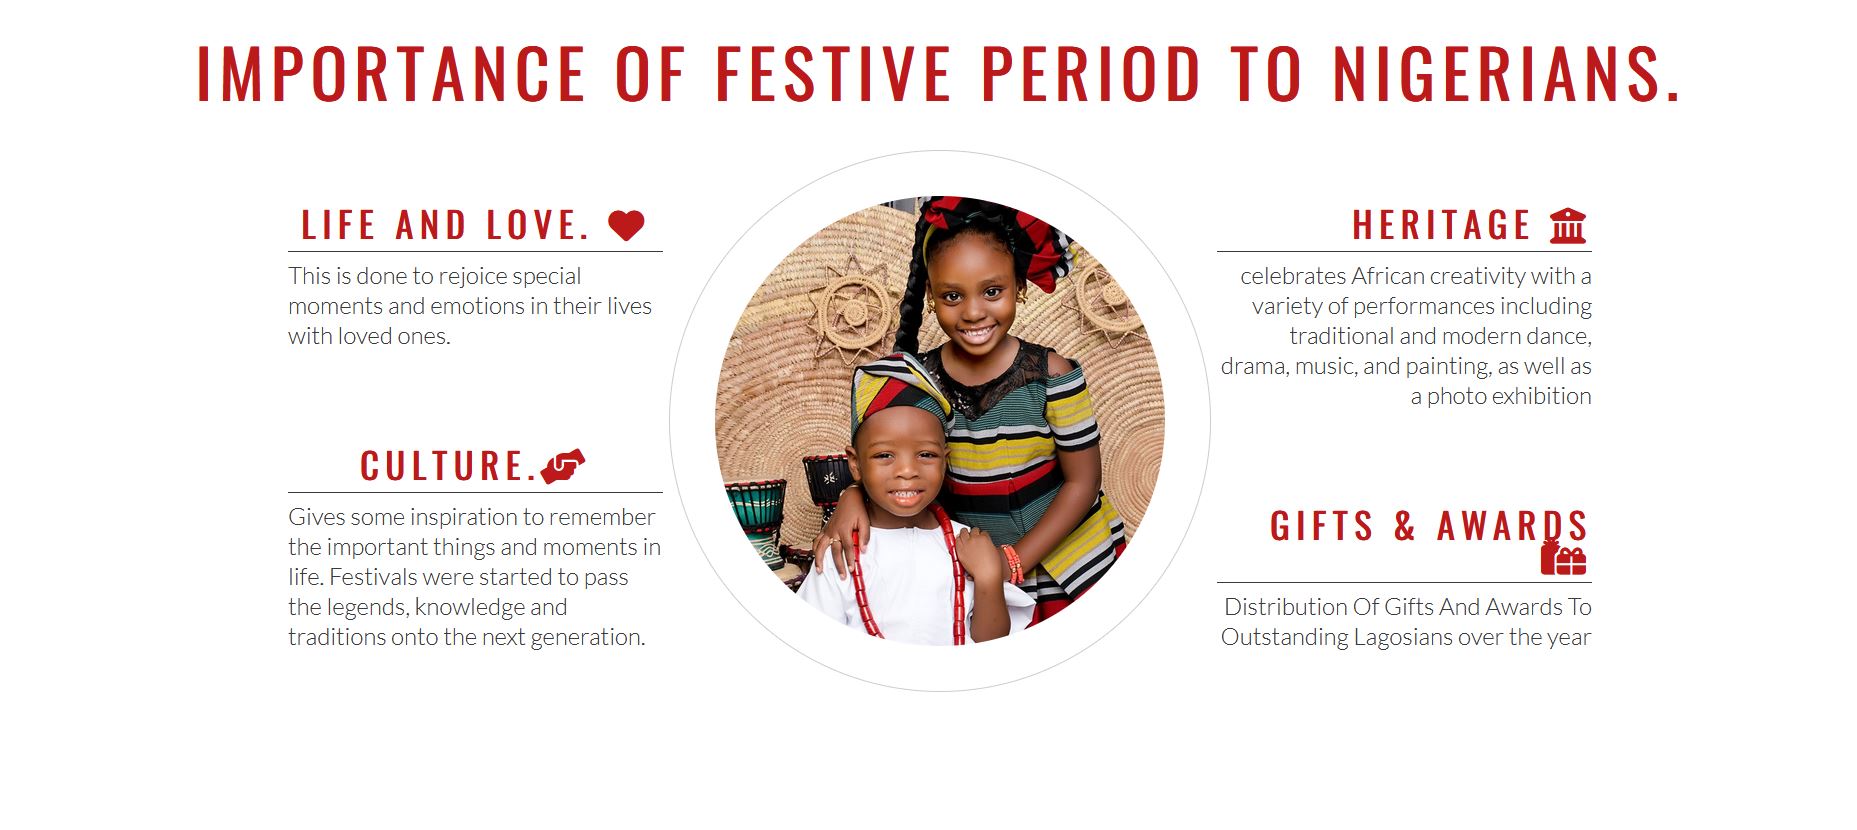 IMPORTANCE OF FESTIVE PERIOD TO NIGERIANS.
LIFE AND LOVE.
This is done to rejoice special
moments and emotions in their lives
with loved ones.
CULTURE.
Gives some inspiration to remember
the important things and moments in
life. Festivals were started to pass
the legends, knowledge and
traditions onto the next generation.
HERITAGE
celebrates African creativity with a
variety of performances including
traditional and modern dance,
drama, music, and painting, as well as
a photo exhibition
GIFTS & AWARDS
Distribution Of Gifts And Awards To
Outstanding Lagosians over the year